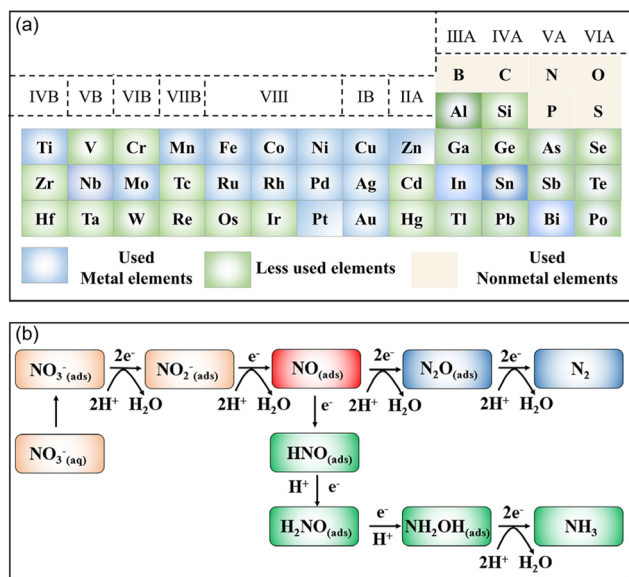 (a)
IIIA IVA VA VIA
B C N O
IVB VB VIB VIIB VIII IB IIA
Al Si P S
Ti V Cr Mn Fe Co Ni Cu Zn Ga Ge As Se
Zr Nb Mo Tc Ru Rh Pd Ag Cd In Sn Sb Te
Hf Ta W Re Os Ir Pt Au Hg Tl Pb Bi Po
Used
Metal elements
Less used elements
Used
Nonmetal elements
(b)
NO₃⁻(ads) 2e⁻ NO₂⁻(ads) e⁻ NO(ads) 2e⁻ N₂O(ads) 2e⁻ N₂
2H⁺ H₂O 2H⁺ H₂O 2H⁺ H₂O 2H⁺ H₂O
e⁻
NO₃⁻(aq) HNO(ads)
H⁺ e⁻
H₂NO(ads) e⁻ NH₂OH(ads) 2e⁻ NH₃
H⁺ 2H⁺ H₂O